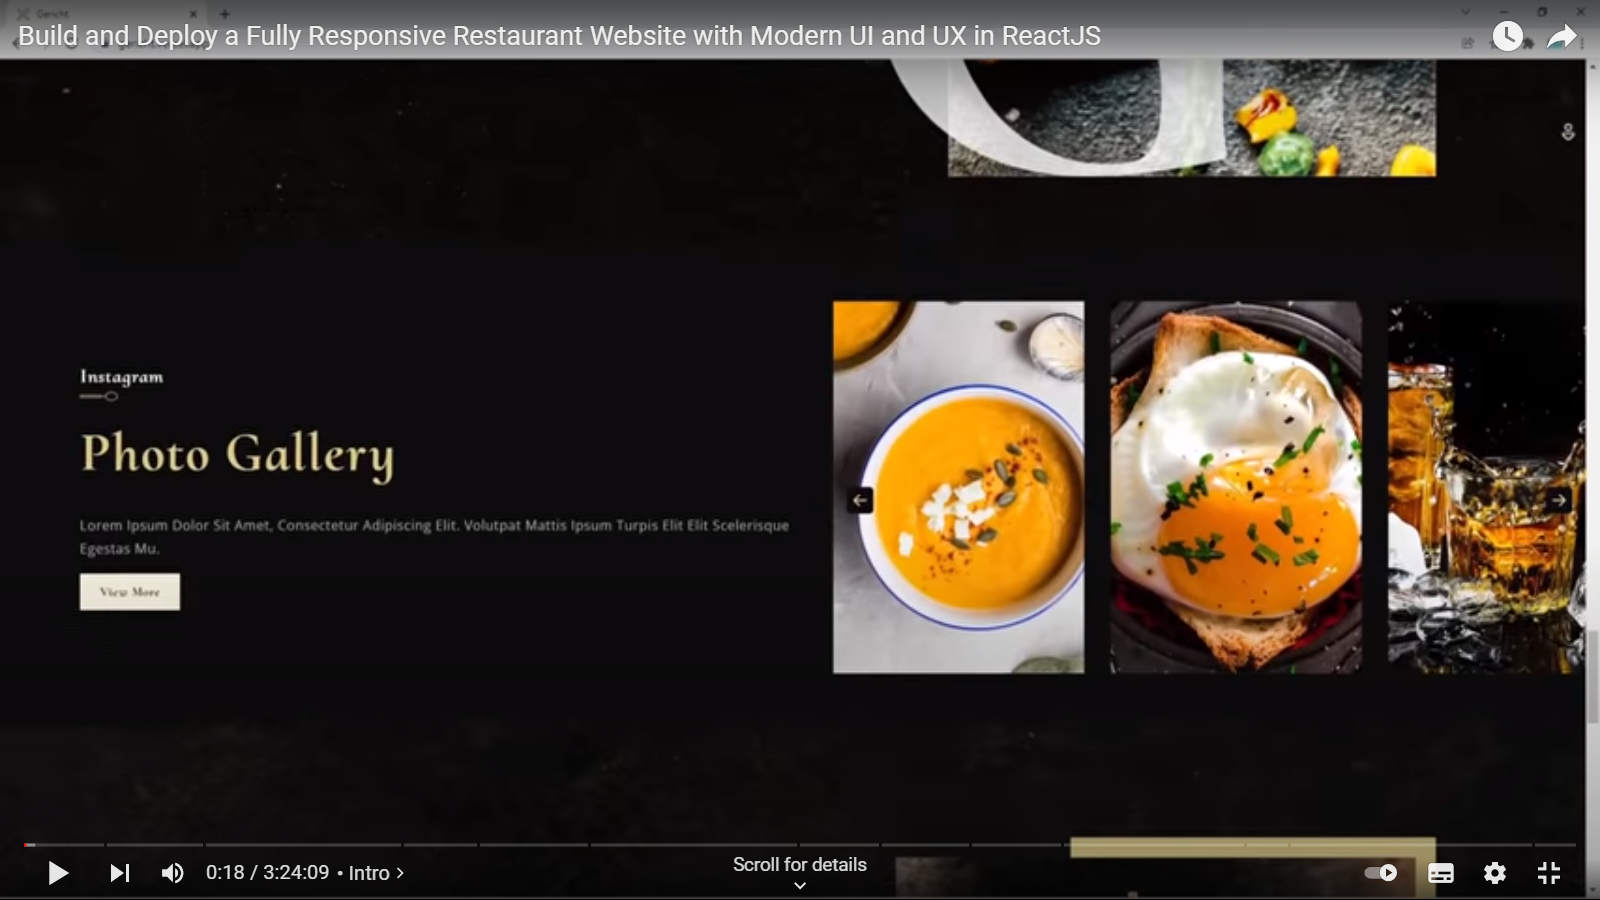 Gericht
Build and Deploy a Fully Responsive Restaurant Website with Modern UI and UX in ReactJS
G
Instagram
Photo Gallery
Lorem Ipsum Dolor Sit Amet, Consectetur Adipiscing Elit. Volutpat Mattis Ipsum Turpis Elit Elit Scelerisque
Egestas Mu.
View More
Scroll for details
0:18 / 3:24:09 • Intro